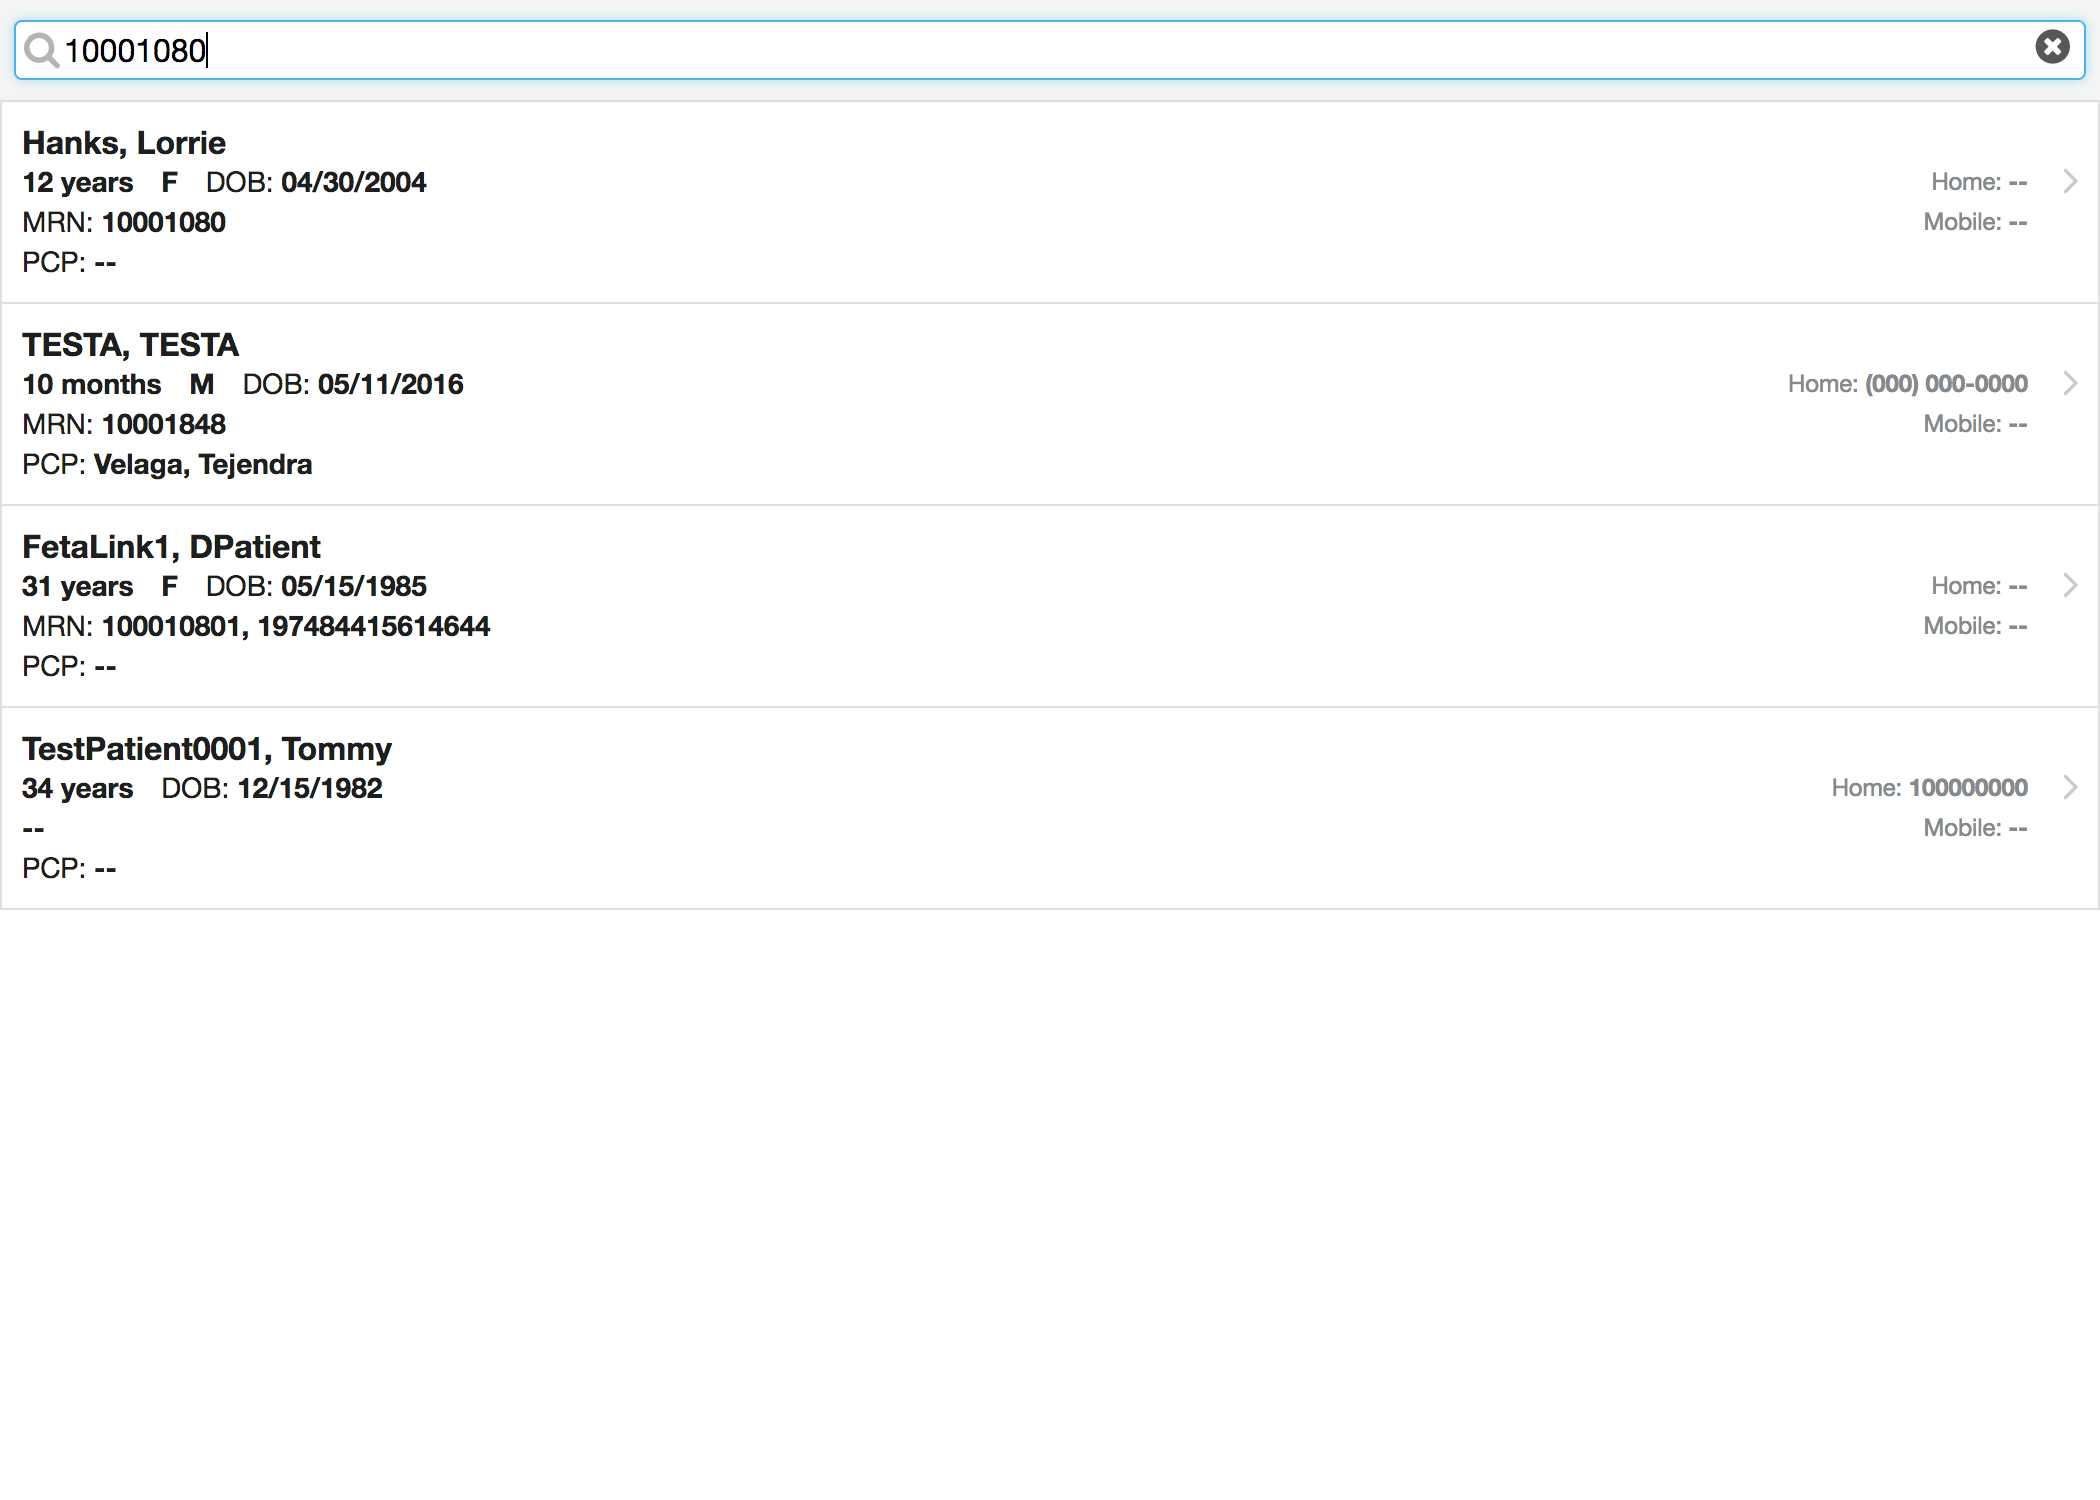 10001080
Hanks, Lorrie
12 years F DOB: 04/30/2004 Home: --
MRN: 10001080 Mobile: --
PCP: --
TESTA, TESTA
10 months M DOB: 05/11/2016 Home: (000) 000-0000
MRN: 10001848 Mobile: --
PCP: Velaga, Tejendra
FetaLink1, DPatient
31 years F DOB: 05/15/1985 Home: --
MRN: 100010801, 197484415614644 Mobile: --
PCP: --
TestPatient0001, Tommy
34 years DOB: 12/15/1982 Home: 100000000
-- Mobile: --
PCP: --